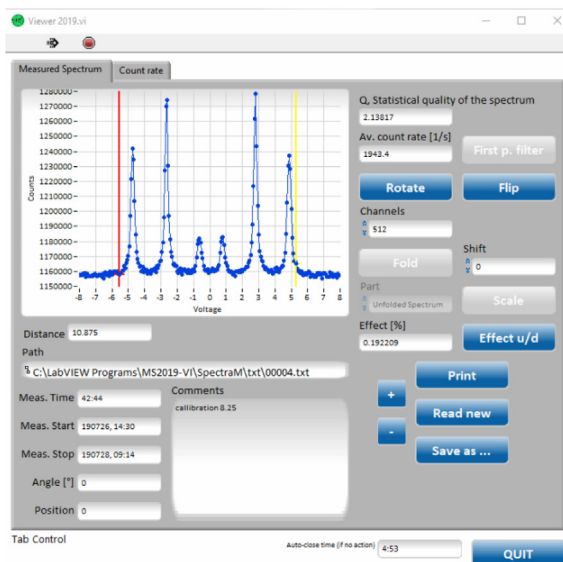 Viewer 2019.vi
Measured Spectrum
Count rate
1280000
1270000
1260000
1250000
1240000
1230000
1220000
1210000
1200000
1190000
1180000
1170000
1160000
1150000
Counts
-8 -7 -6 -5 -4 -3 -2 -1 0 1 2 3 4 5 6 7 8
Voltage
Q, Statistical quality of the spectrum
2.13817
Av. count rate [1/s]
1943.4
First p. filter
Rotate
Flip
Channels
512
Fold
Shift
0
Part
Unfolded Spectrum
Scale
Effect [%]
0.192209
Effect u/d
Distance 10.875
Path
C:\LabVIEW Programs\MS2019-VI\SpectraM\txt\00004.txt
Meas. Time 42:44
Meas. Start 190726, 14:30
Meas. Stop 190728, 09:14
Angle [°] 0
Position 0
Comments
callibration 8.25
+
-
Print
Read new
Save as ...
Tab Control
Auto-close time (if no action) 4:53
QUIT